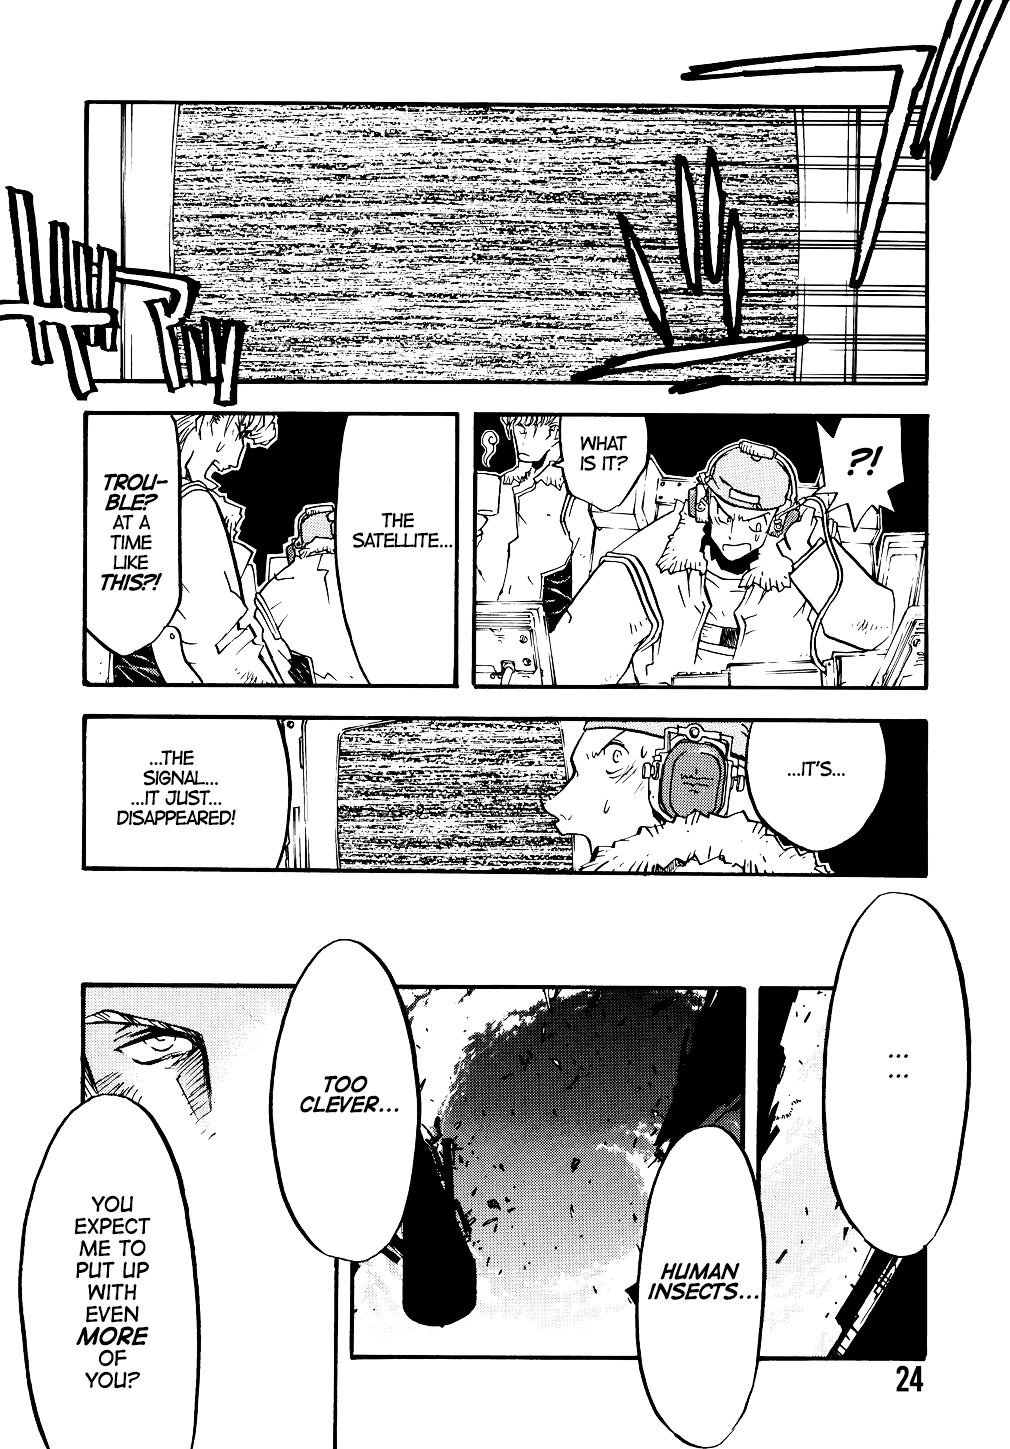 ?!
WHAT
IS IT?
THE
SATELLITE...
TROU-
BLE?
AT A
TIME
LIKE
THIS?!
...IT'S...
...THE
SIGNAL...
...IT JUST...
DISAPPEARED!
...
...
HUMAN
INSECTS...
TOO
CLEVER...
YOU
EXPECT
ME TO
PUT UP
WITH
EVEN
MORE
OF
YOU?
24